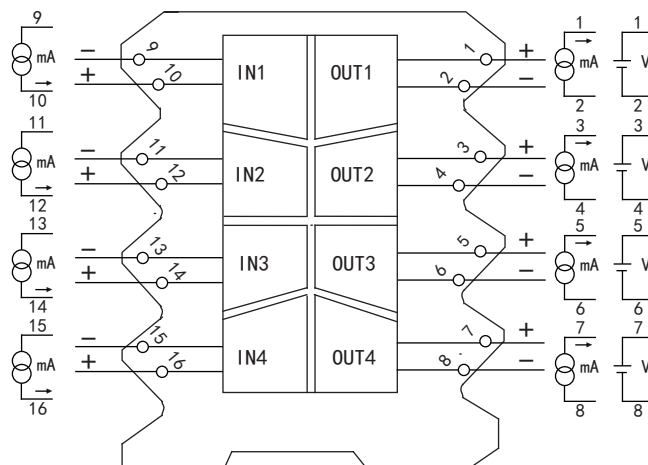 9 1 1
mA − 9 IN1 OUT1 1 + mA V
+ 10 2 −
10 2 2
11 3 3
mA − 11 IN2 OUT2 3 + mA V
+ 12 4 −
12 4 4
13 5 5
mA − 13 IN3 OUT3 5 + mA V
+ 14 6 −
14 6 6
15 7 7
mA − 15 IN4 OUT4 7 + mA V
+ 16 8 −
16 8 8